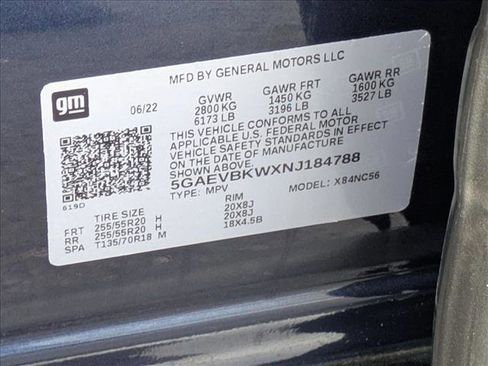 MFD BY GENERAL MOTORS LLC
gm
06/22 GVWR GAWR FRT GAWR RR
2800 KG 1450 KG 1600 KG
6173 LB 3196 LB 3527 LB
THIS VEHICLE CONFORMS TO ALL
APPLICABLE U.S. FEDERAL MOTOR
VEHICLE SAFETY STANDARDS IN EFFECT
ON THE DATE OF MANUFACTURE
5GAEVBKWXNJ184788
TYPE: MPV MODEL: X84NC56
619D
TIRE SIZE RIM
FRT 255/55R20 H 20X8J
RR 255/55R20 H 20X8J
SPA T135/70R18 M 18X4.5B